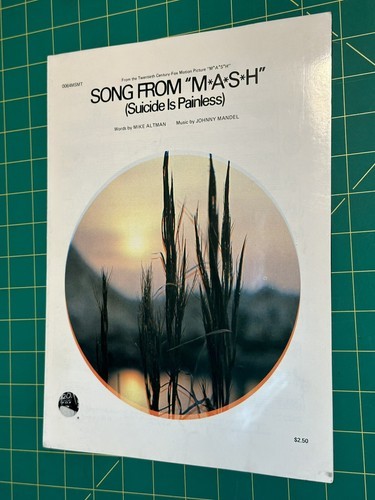 From the Twentieth Century-Fox Motion Picture "M*A*S*H"
SONG FROM "M*A*S*H"
(Suicide Is Painless)
Words by MIKE ALTMAN Music by JOHNNY MANDEL
$2.50